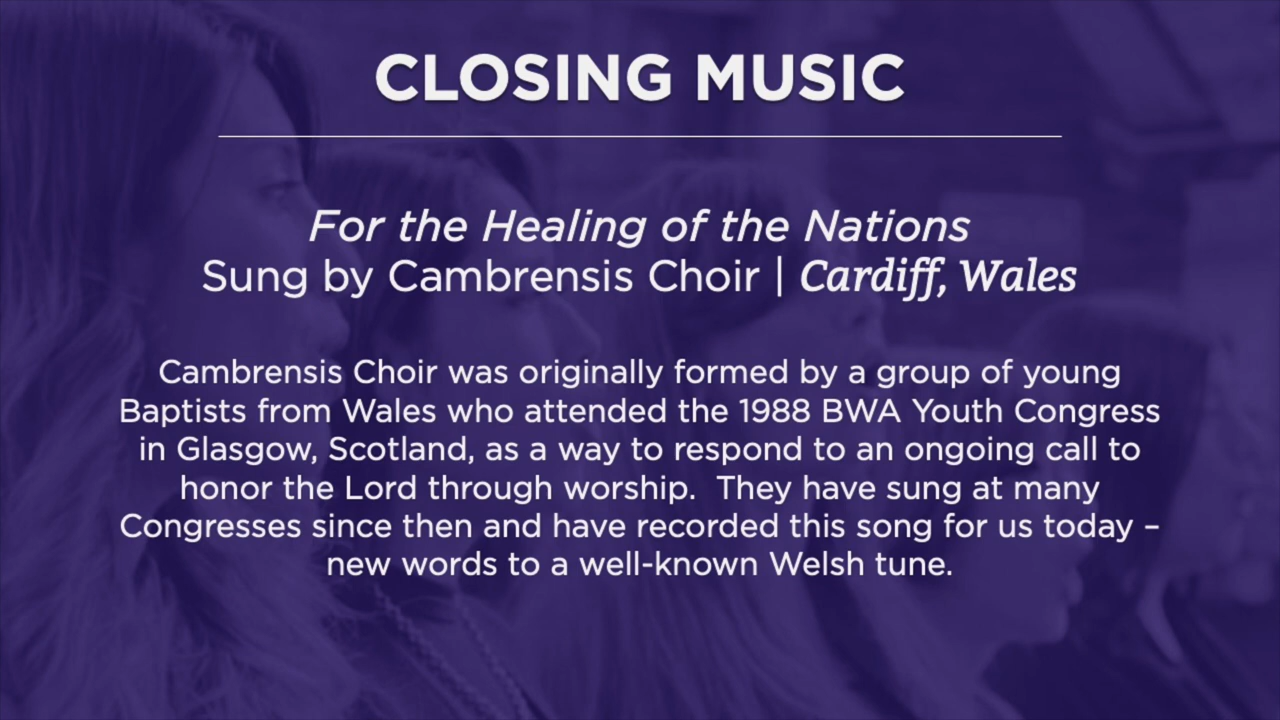 CLOSING MUSIC
For the Healing of the Nations
Sung by Cambrensis Choir | Cardiff, Wales
Cambrensis Choir was originally formed by a group of young
Baptists from Wales who attended the 1988 BWA Youth Congress
in Glasgow, Scotland, as a way to respond to an ongoing call to
honor the Lord through worship.  They have sung at many
Congresses since then and have recorded this song for us today –
new words to a well-known Welsh tune.